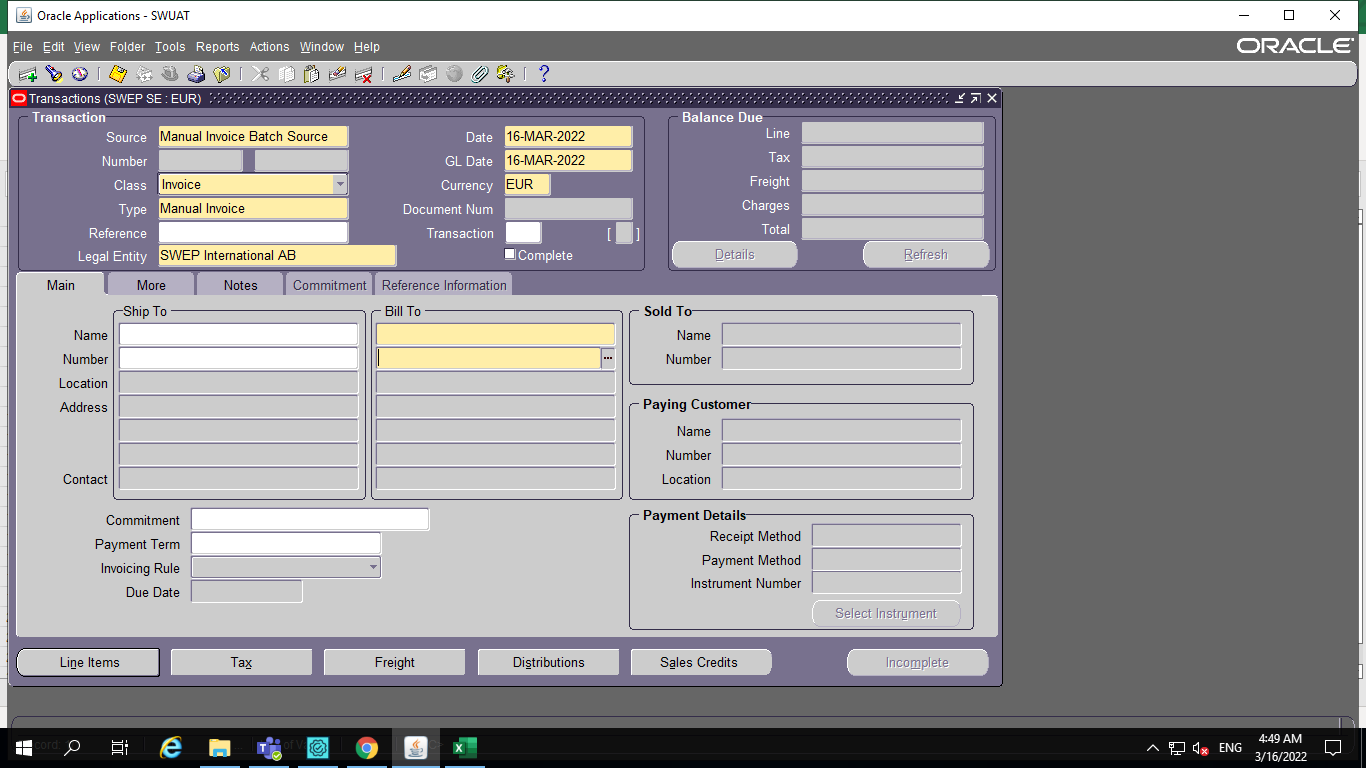 Oracle Applications - SWUAT
File Edit View Folder Tools Reports Actions Window Help
ORACLE
Transactions (SWEP SE : EUR)
Transaction
Source Manual Invoice Batch Source
Number
Class Invoice
Type Manual Invoice
Reference
Legal Entity SWEP International AB
Date 16-MAR-2022
GL Date 16-MAR-2022
Currency EUR
Document Num
Transaction [ ]
Complete
Balance Due
Line
Tax
Freight
Charges
Total
Details Refresh
Main More Notes Commitment Reference Information
Ship To
Bill To
Name
Number
Location
Address
Contact
Sold To
Name
Number
Paying Customer
Name
Number
Location
Commitment
Payment Term
Invoicing Rule
Due Date
Payment Details
Receipt Method
Payment Method
Instrument Number
Select Instrument
Line Items Tax Freight Distributions Sales Credits Incomplete
ENG
4:49 AM
3/16/2022